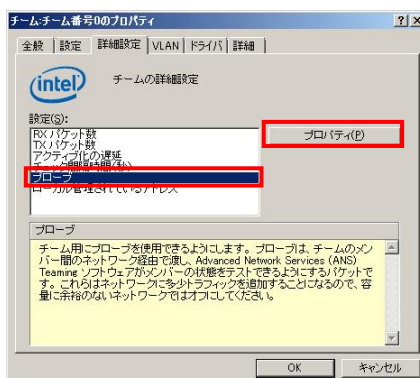 チーム:チーム番号0のプロパティ
全般 設定 詳細設定 VLAN ドライバ 詳細
intel チームの詳細設定
設定(S):
RX パケット数
TX パケット数
アクティブ化の遅延
チェック間隔時間(秒)
プローブ
ローカル管理されているアドレス
プロパティ(P)
プローブ
チーム用にプローブを使用できるようにします。プローブは、チームのメン
バー間のネットワーク経由で渡し、Advanced Network Services (ANS)
Teaming ソフトウェアがメンバーの状態をテストできるようにするパケットで
す。これらはネットワークに多少トラフィックを追加することになるので、容
量に余裕のないネットワークではオフにしてください。
OK キャンセル